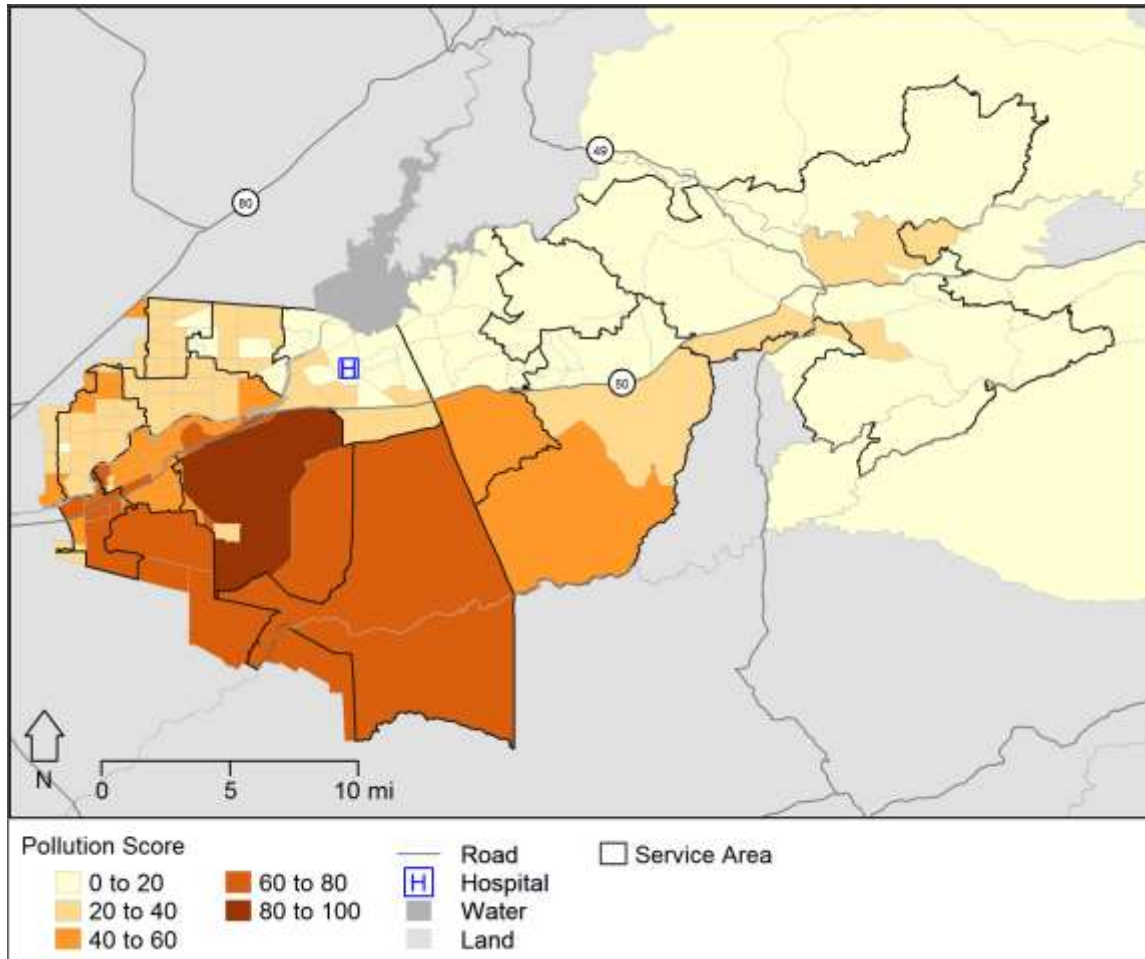 49
80
H
50
N
0 5 10 mi
Pollution Score
0 to 20
20 to 40
40 to 60
60 to 80
80 to 100
Road
H Hospital
Water
Land
Service Area